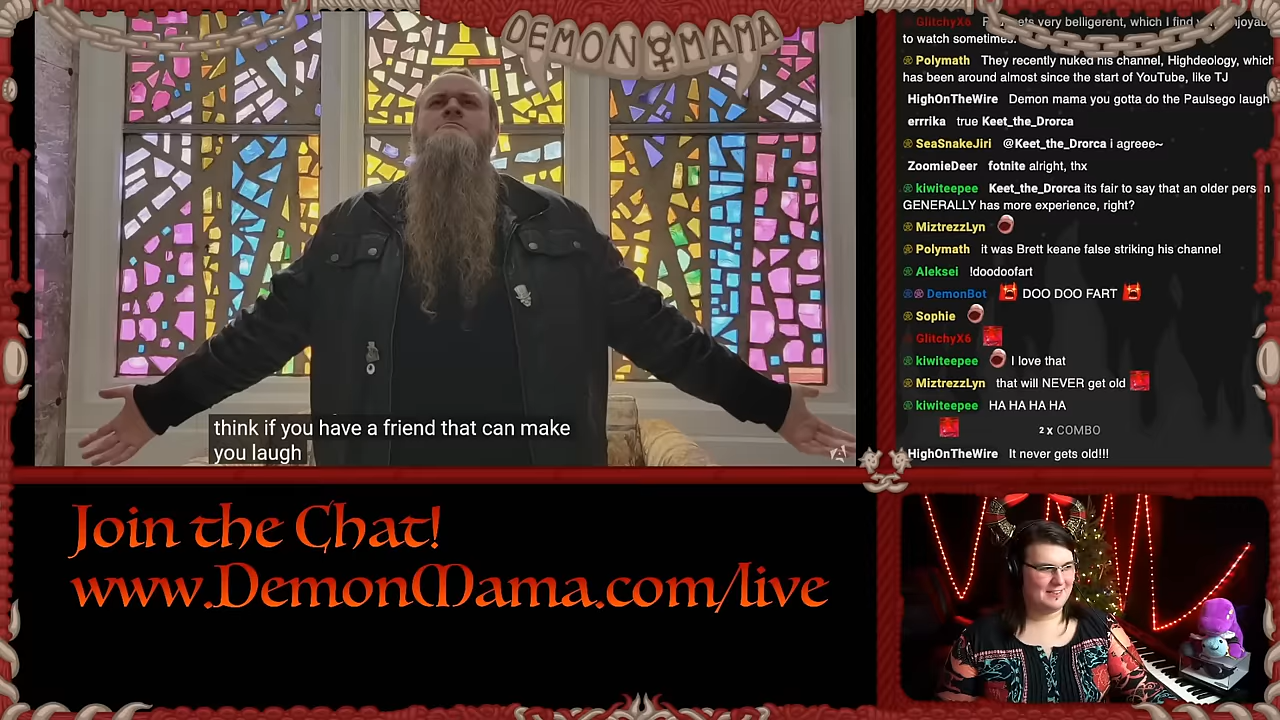 DEMON MAMA
think if you have a friend that can make
you laugh
Join the Chat!
www.DemonMama.com/live
GlitchyX6 very belligerent, which I find
to watch sometimes.
Polymath They recently nuked his channel, Highdeology, which
has been around almost since the start of YouTube, like TJ
HighOnTheWire Demon mama you gotta do the Paulsego laugh
errrika true Keet_the_Drorca
SeaSnakeJiri @Keet_the_Drorca i agreee~
ZoomieDeer fotnite alright, thx
kiwiteepee Keet_the_Drorca its fair to say that an older person
GENERALLY has more experience, right?
MiztrezzLyn
Polymath it was Brett keane false striking his channel
Aleksei !doodoofart
DemonBot DOO DOO FART
Sophie
GlitchyX6
kiwiteepee I love that
MiztrezzLyn that will NEVER get old
kiwiteepee HA HA HA HA
2 x COMBO
HighOnTheWire It never gets old!!!